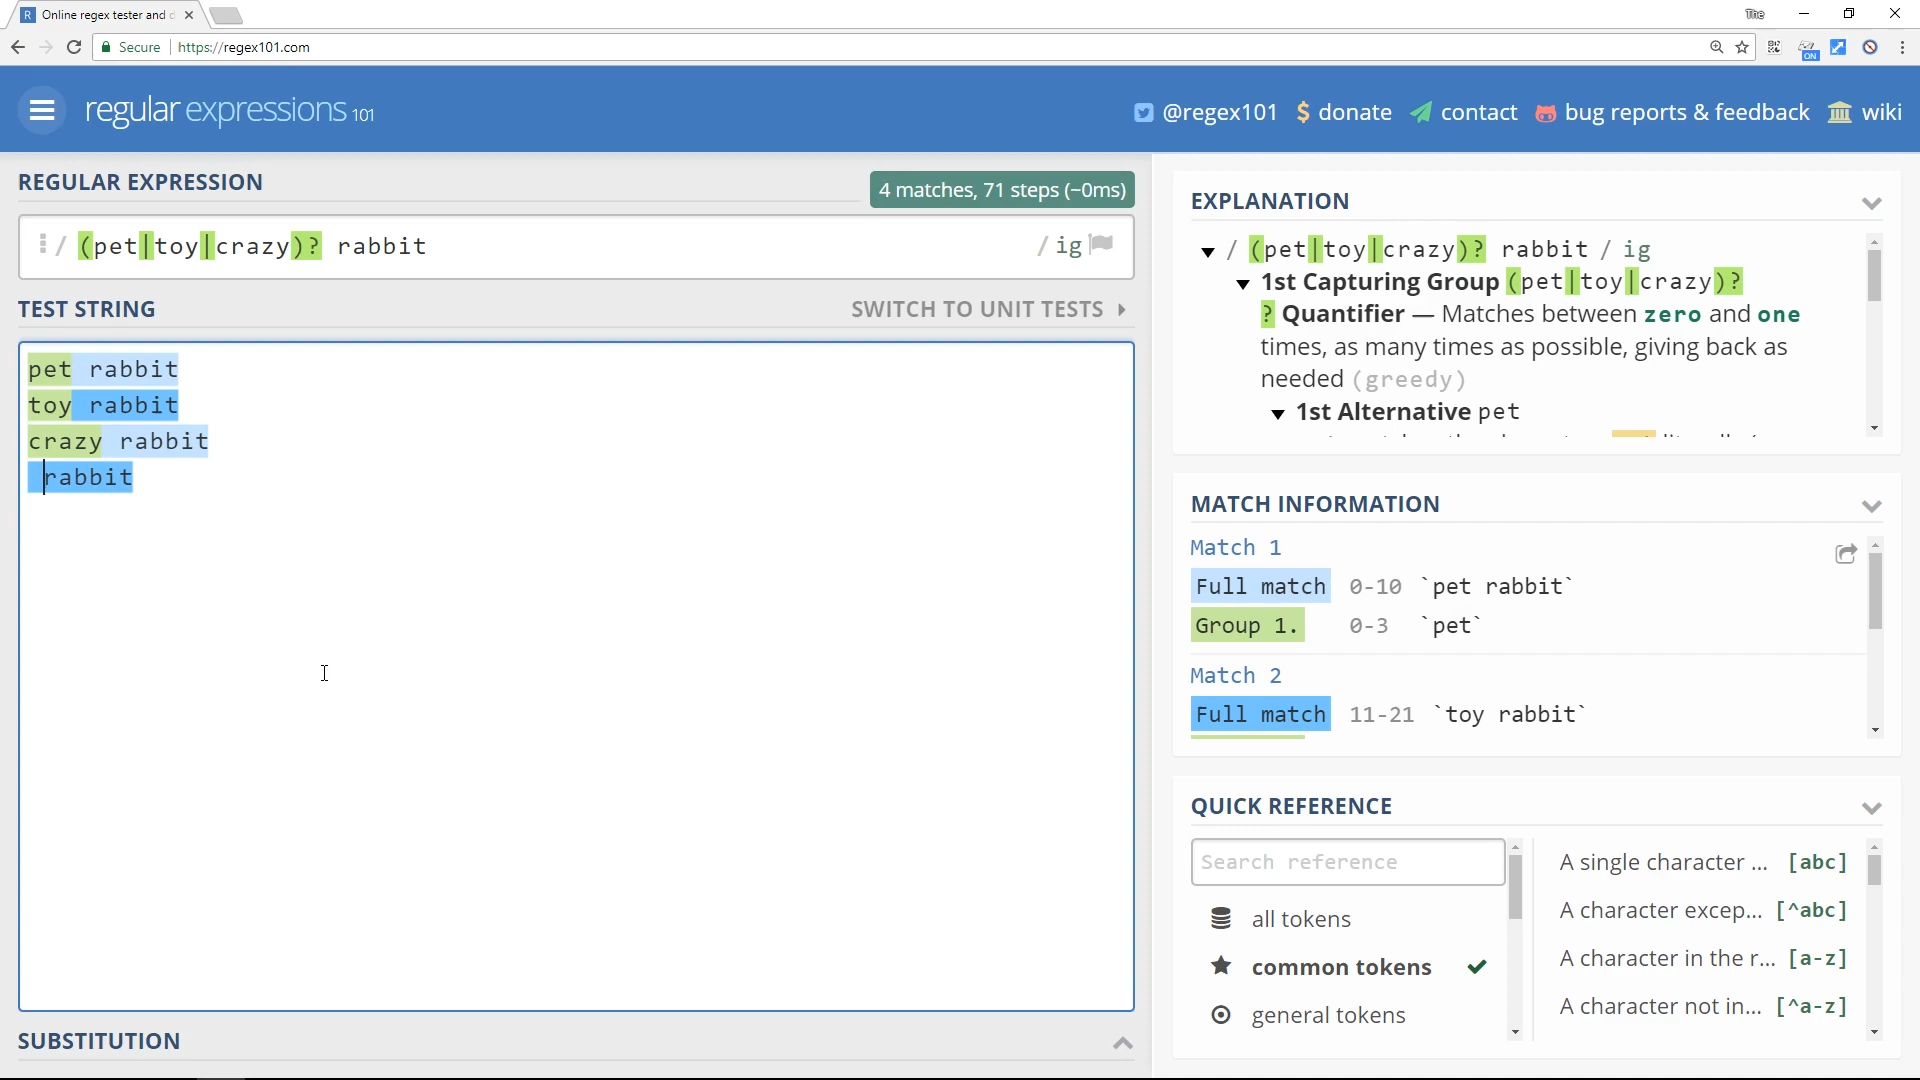 Online regex tester and d
The
Secure https://regex101.com
regular expressions 101
@regex101 donate contact bug reports & feedback wiki
REGULAR EXPRESSION
4 matches, 71 steps (~0ms)
/ (pet|toy|crazy)? rabbit / ig
TEST STRING
SWITCH TO UNIT TESTS
pet rabbit
toy rabbit
crazy rabbit
rabbit
SUBSTITUTION
EXPLANATION
/ (pet|toy|crazy)? rabbit / ig
1st Capturing Group (pet|toy|crazy)?
? Quantifier — Matches between zero and one
times, as many times as possible, giving back as
needed (greedy)
1st Alternative pet
MATCH INFORMATION
Match 1
Full match 0-10 `pet rabbit`
Group 1. 0-3 `pet`
Match 2
Full match 11-21 `toy rabbit`
QUICK REFERENCE
Search reference
all tokens
common tokens
general tokens
A single character ... [abc]
A character excep... [^abc]
A character in the r... [a-z]
A character not in... [^a-z]